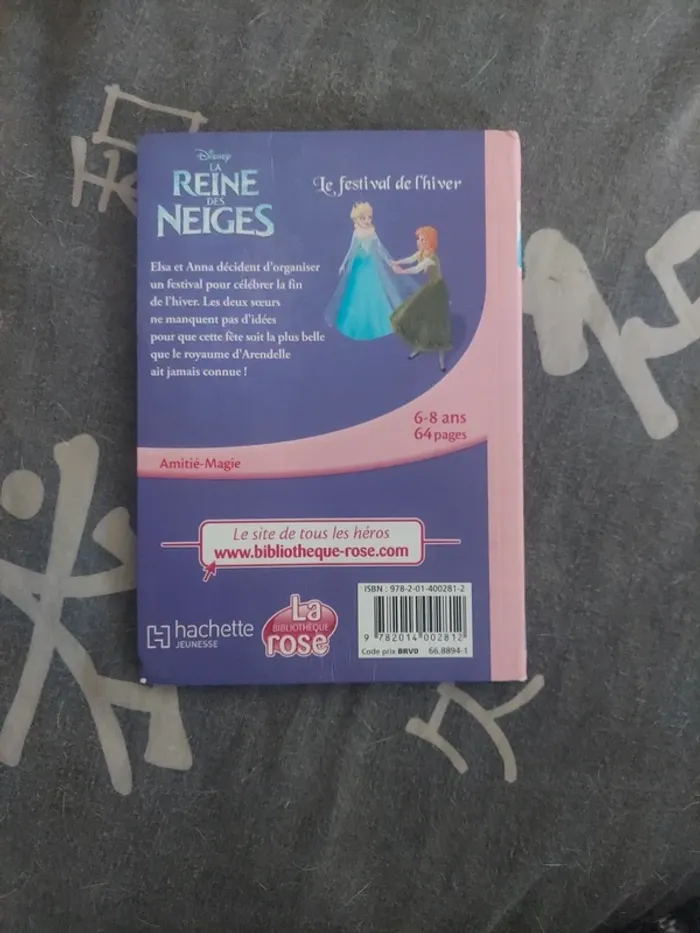 Disney
LA
REINE
DES
NEIGES
Le festival de l'hiver
Elsa et Anna décident d'organiser
un festival pour célébrer la fin
de l'hiver. Les deux sœurs
ne manquent pas d'idées
pour que cette fête soit la plus belle
que le royaume d'Arendelle
ait jamais connue !
6-8 ans
64 pages
Amitié-Magie
Le site de tous les héros
www.bibliotheque-rose.com
hachette
JEUNESSE
La
BIBLIOTHÈQUE
rose
ISBN : 978-2-01-400281-2
9 782014 002812
Code prix BRV0 66.8894-1